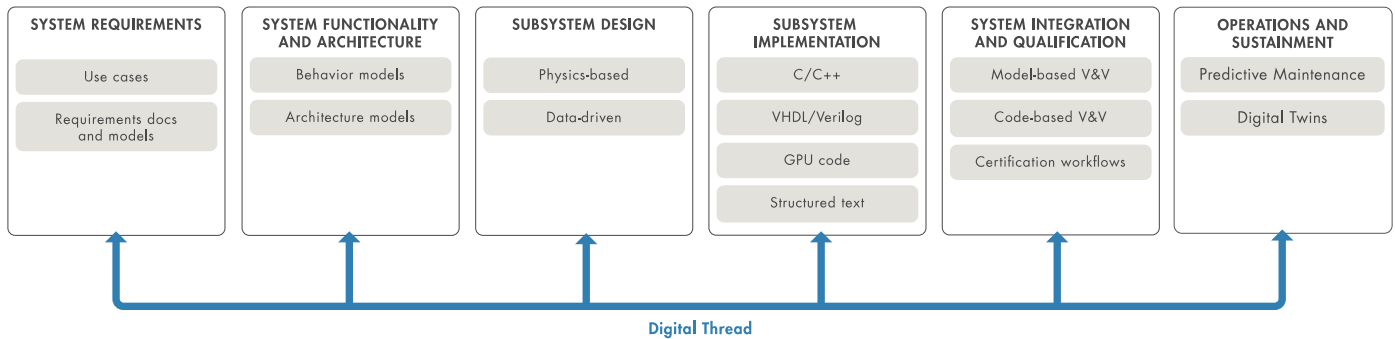 SYSTEM REQUIREMENTS
Use cases
Requirements docs
and models
SYSTEM FUNCTIONALITY
AND ARCHITECTURE
Behavior models
Architecture models
SUBSYSTEM DESIGN
Physics-based
Data-driven
SUBSYSTEM
IMPLEMENTATION
C/C++
VHDL/Verilog
GPU code
Structured text
SYSTEM INTEGRATION
AND QUALIFICATION
Model-based V&V
Code-based V&V
Certification workflows
OPERATIONS AND
SUSTAINMENT
Predictive Maintenance
Digital Twins
Digital Thread